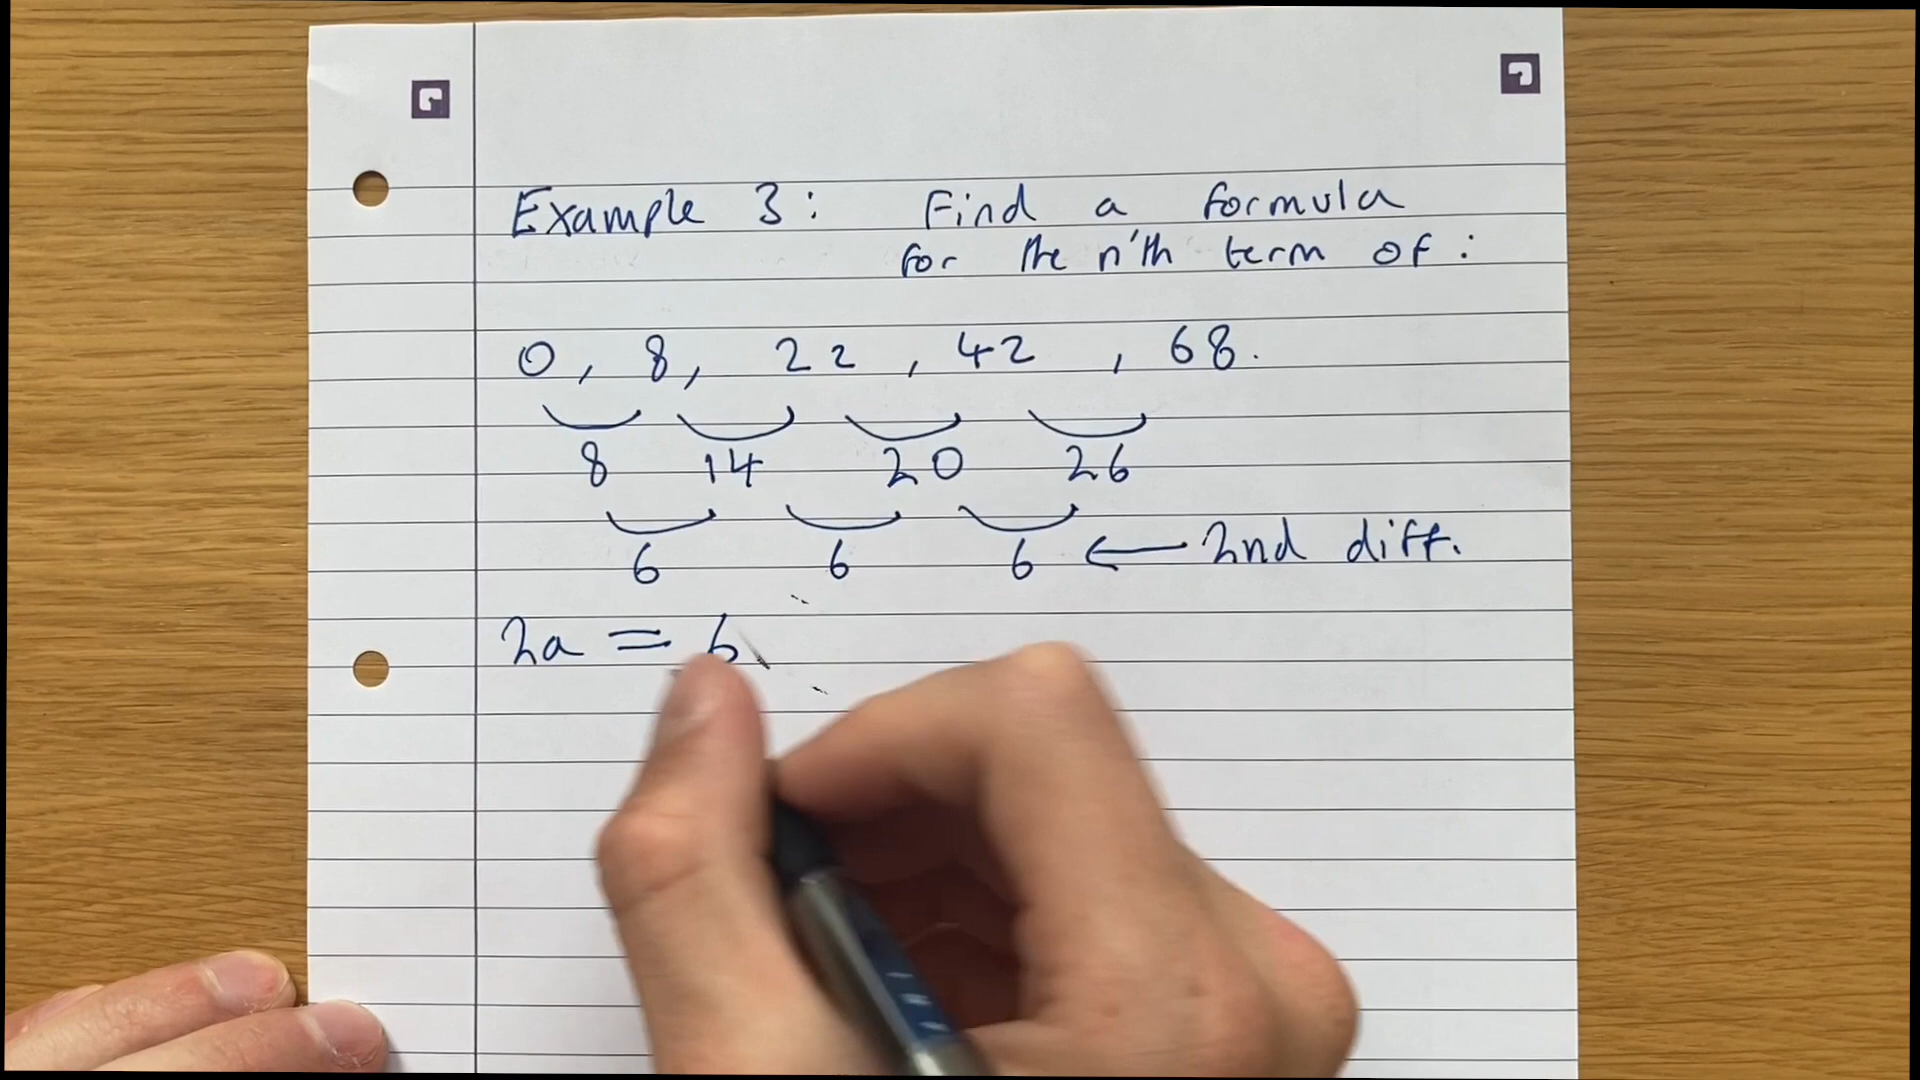 Example 3: Find a formula
for the n'th term of:
0, 8, 22, 42, 68.
8 14 20 26
6 6 6 ← 2nd diff.
2a = 6